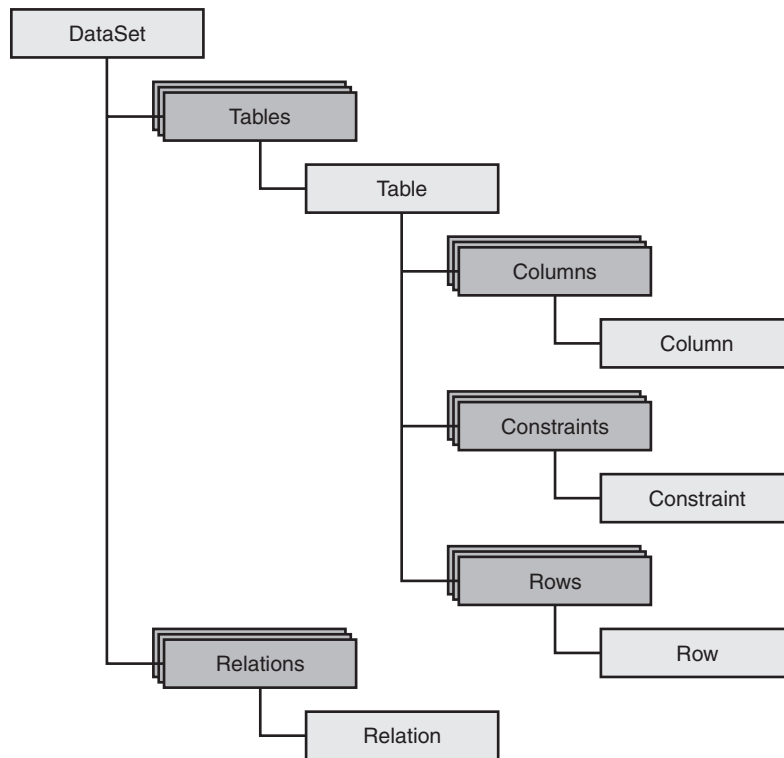 DataSet
Tables
Table
Columns
Column
Constraints
Constraint
Rows
Row
Relations
Relation